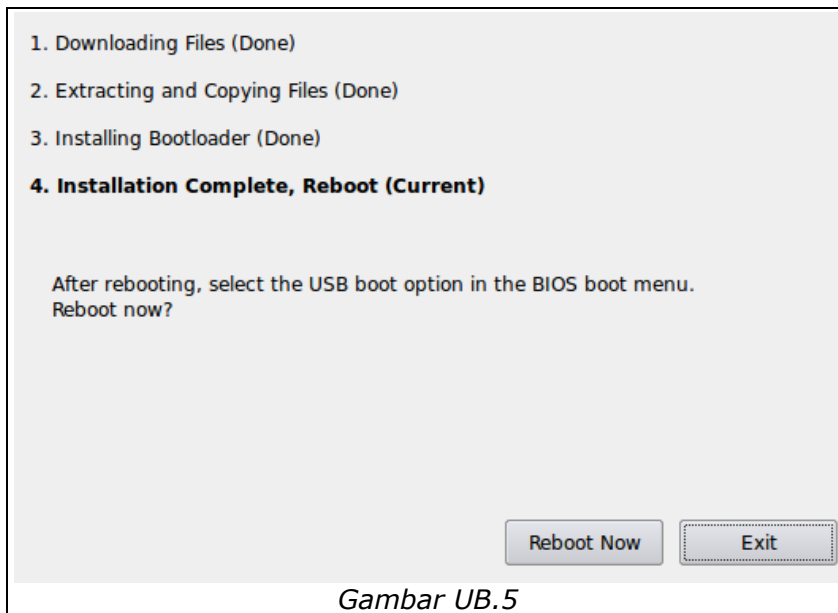 1. Downloading Files (Done)
2. Extracting and Copying Files (Done)
3. Installing Bootloader (Done)
4. Installation Complete, Reboot (Current)
After rebooting, select the USB boot option in the BIOS boot menu.
Reboot now?
Reboot Now
Exit
Gambar UB.5